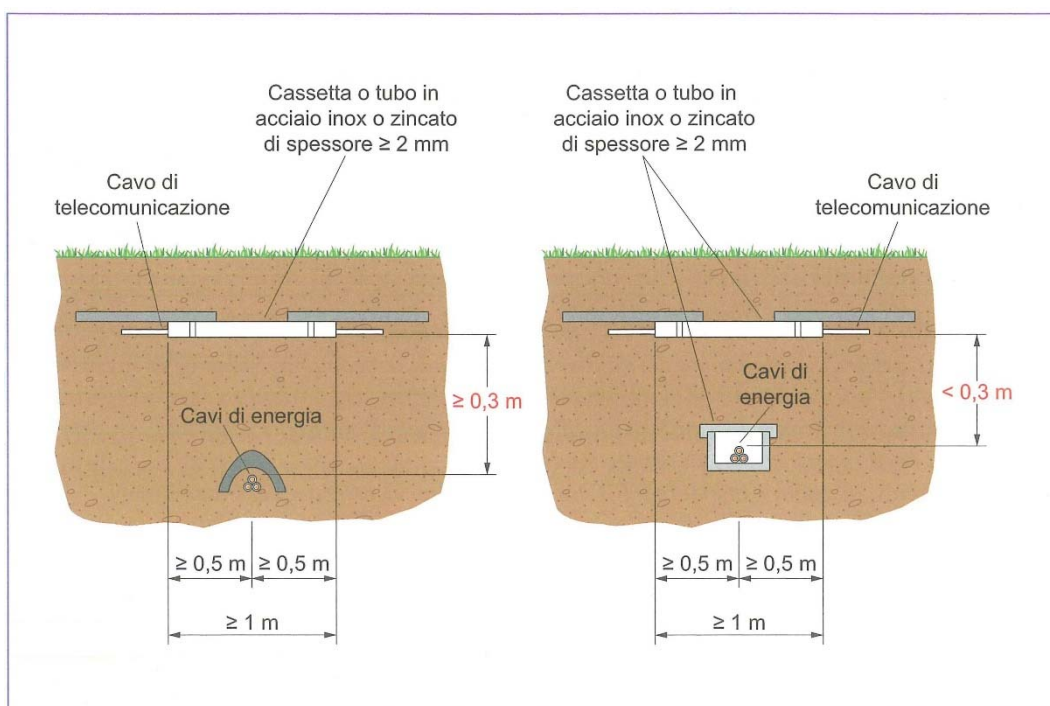 Cassetta o tubo in
acciaio inox o zincato
di spessore ≥ 2 mm
Cavo di
telecomunicazione
≥ 0,3 m
Cavi di energia
≥ 0,5 m
≥ 0,5 m
≥ 1 m
Cassetta o tubo in
acciaio inox o zincato
di spessore ≥ 2 mm
Cavo di
telecomunicazione
Cavi di
energia
< 0,3 m
≥ 0,5 m
≥ 0,5 m
≥ 1 m